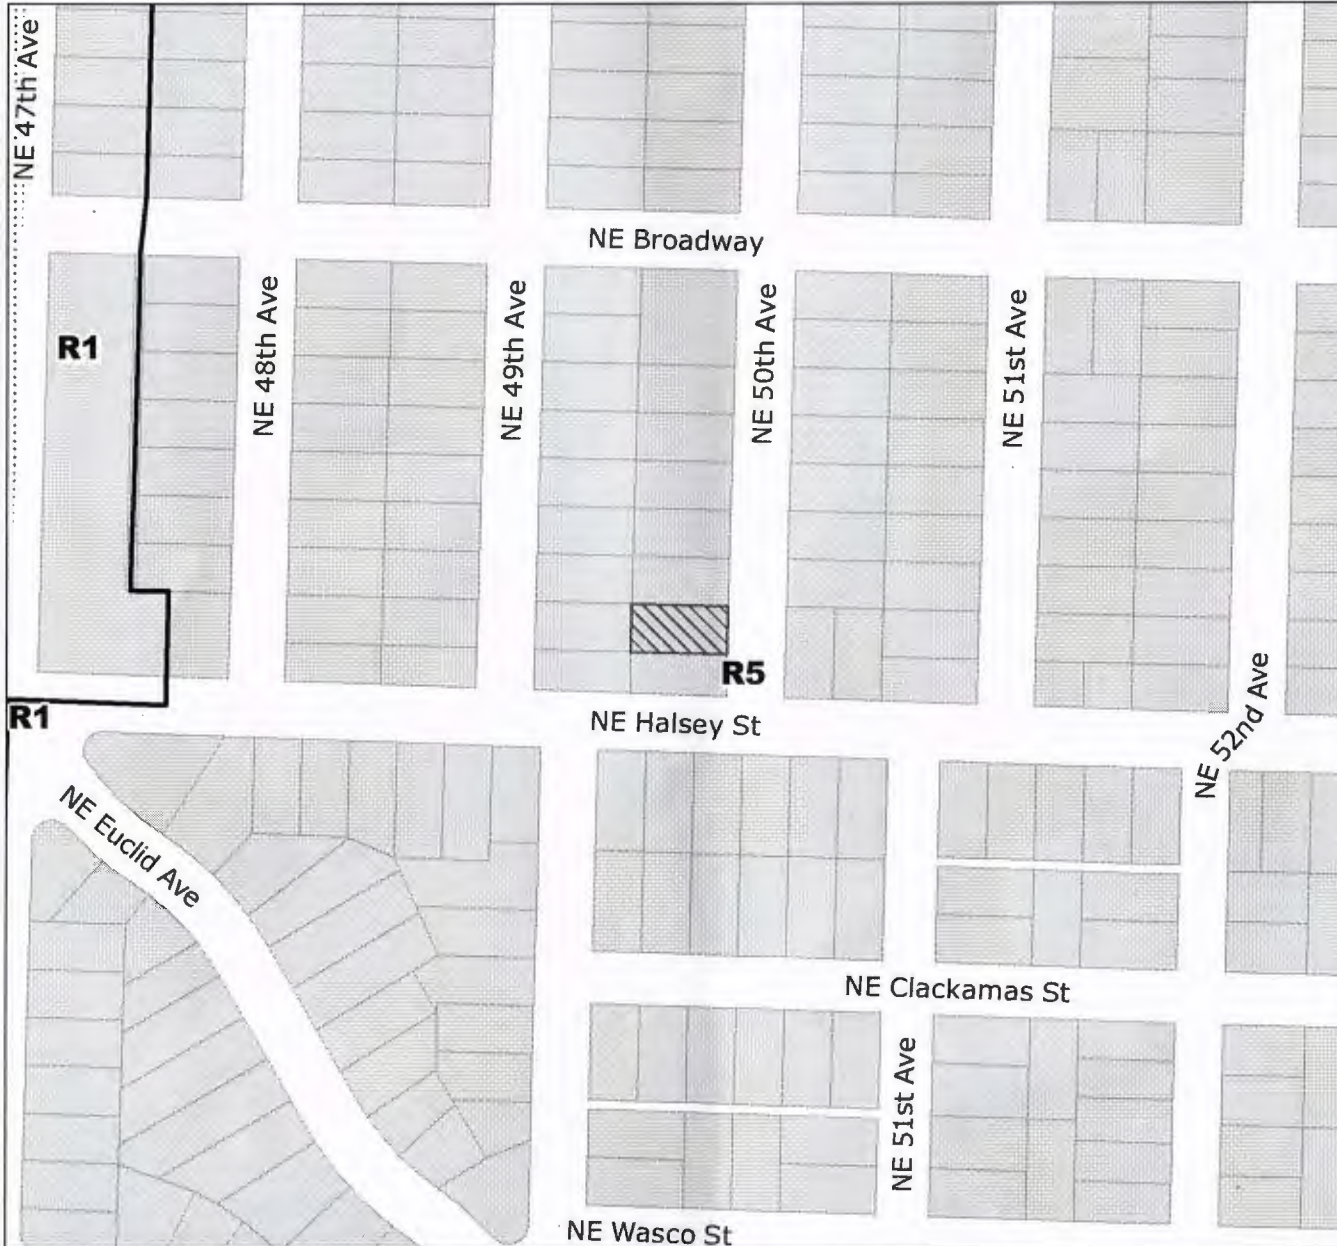 NE 47th Ave
NE Broadway
R1
NE 48th Ave
NE 49th Ave
NE 50th Ave
NE 51st Ave
R5
R1
NE Halsey St
NE 52nd Ave
NE Euclid Ave
NE Clackamas St
NE 51st Ave
NE Wasco St